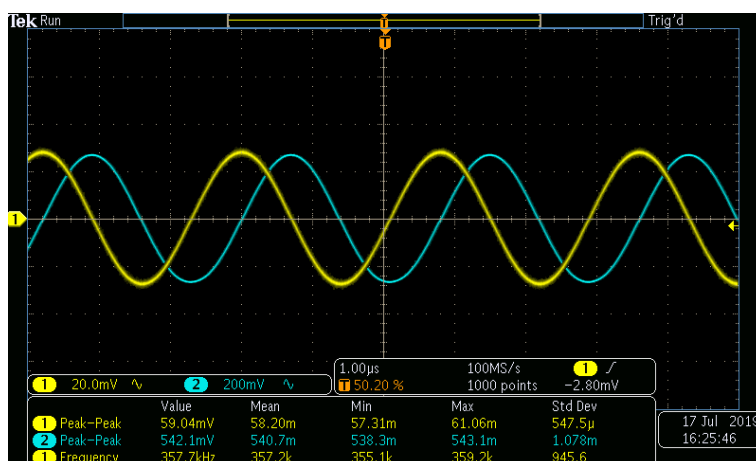 Tek Run Trig'd
T
T
1
1.00µs 100MS/s 1 ∫
1 20.0mV ∿ 2 200mV ∿ T 50.20 % 1000 points −2.80mV
Value Mean Min Max Std Dev
1 Peak−Peak 59.04mV 58.20m 57.31m 61.06m 547.5µ
2 Peak−Peak 542.1mV 540.7m 538.3m 543.1m 1.078m
1 Frequency 357.7kHz 357.2k 355.1k 359.2k 945.6
17 Jul 2019
16:25:46